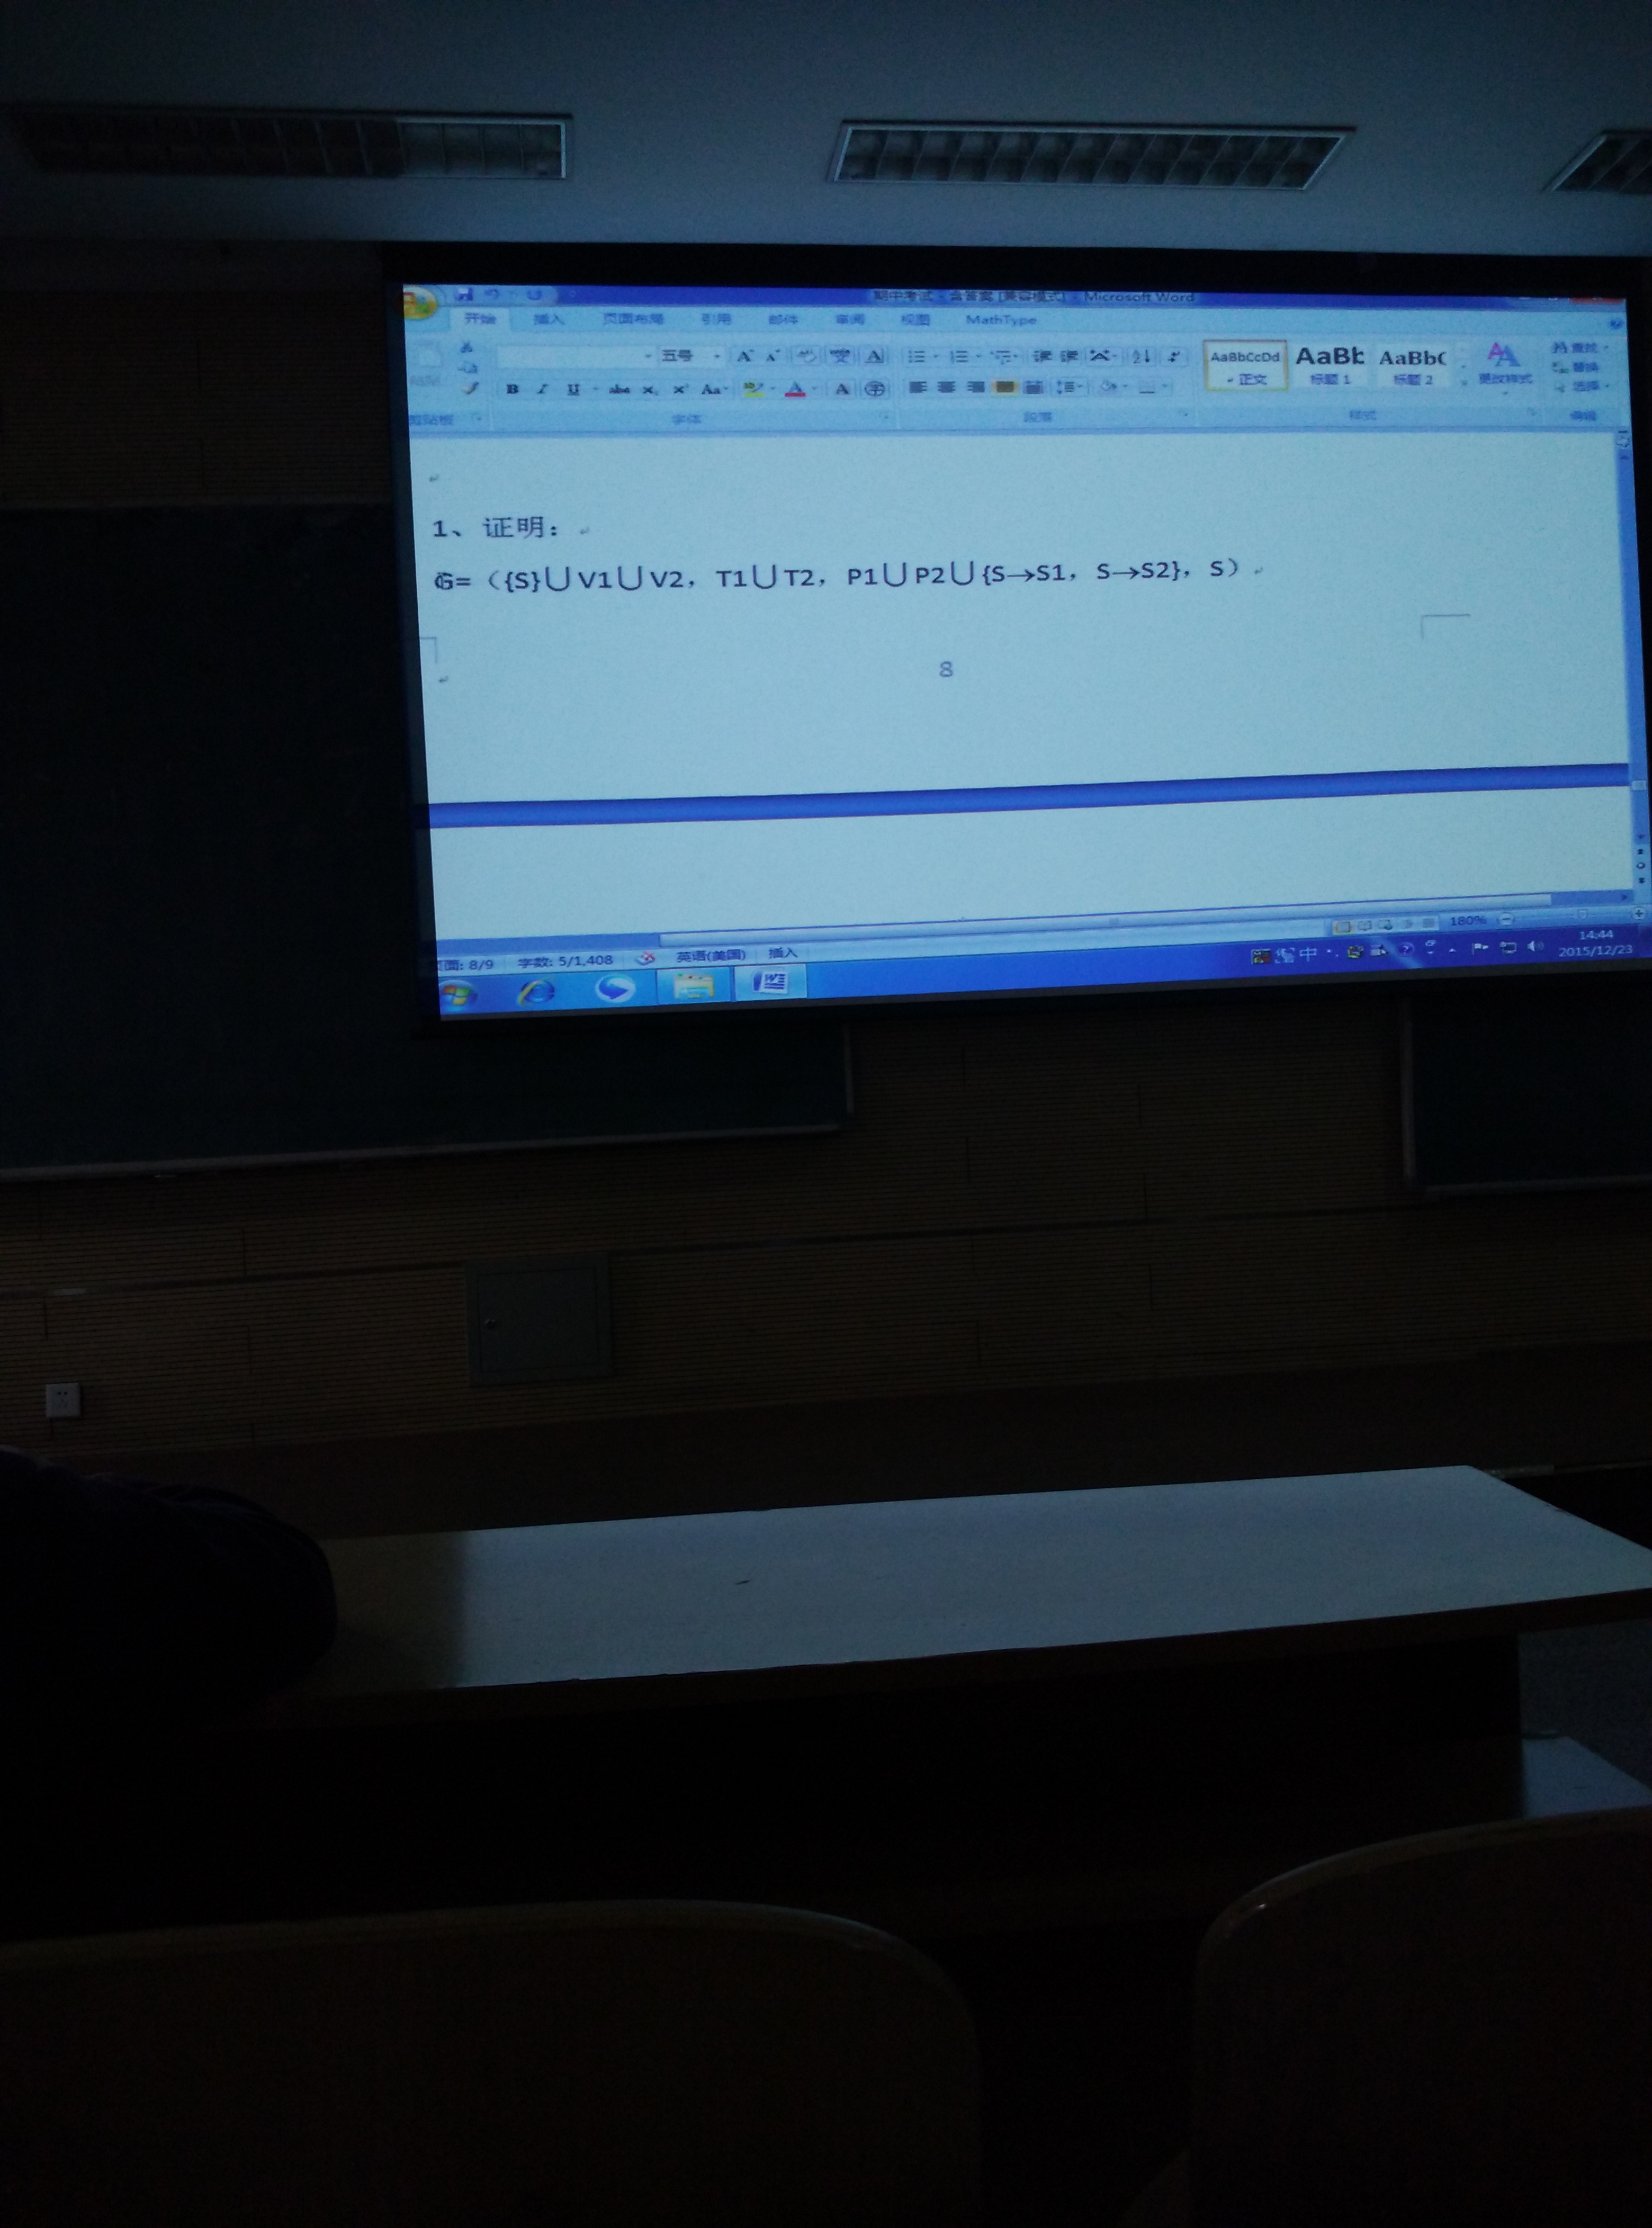 期中考试 - 含答案 [兼容模式] - Microsoft Word
开始 插入 页面布局 引用 邮件 审阅 视图 MathType
五号 A A A
B I U abc x x Aa A A
AaBbCcDd AaBb AaBbC
正文 标题 1 标题 2 更改样式
查找
替换
选择
剪贴板 字体 段落 样式 编辑
1、证明：
G=（{S}∪V1∪V2，T1∪T2，P1∪P2∪{S→S1，S→S2}，S）
8
180%
页面: 8/9 字数: 5/1,408 英语(美国) 插入
中
14:44
2015/12/23